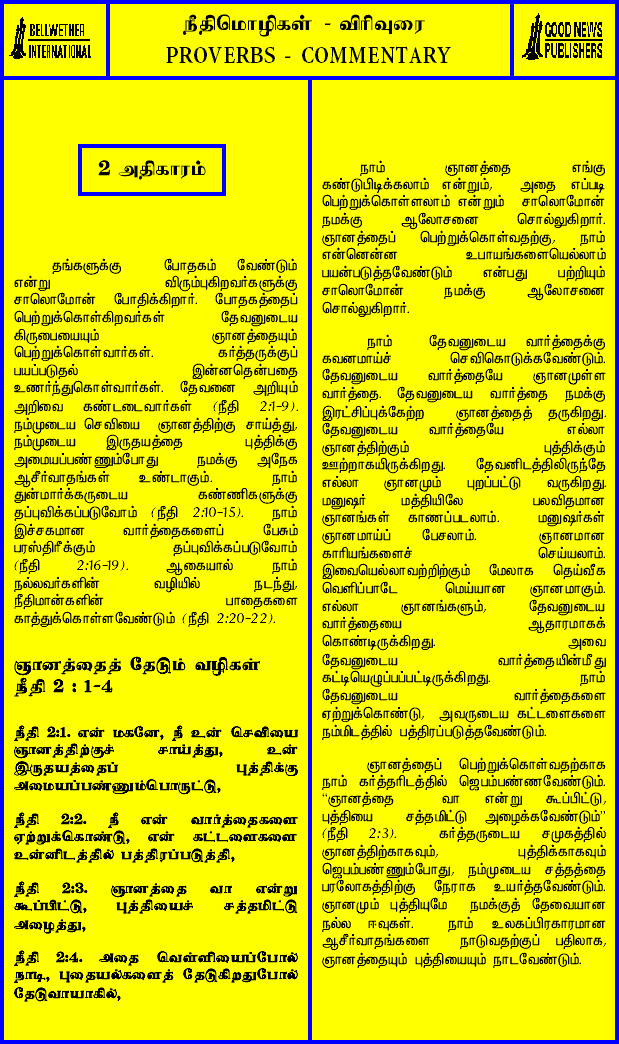 BELLWETHER
INTERNATIONAL
நீதிமொழிகள் - விரிவுரை
PROVERBS - COMMENTARY
GOOD NEWS
PUBLISHERS
2 அதிகாரம்
தங்களுக்கு போதகம் வேண்டும்
என்று விரும்புகிறவர்களுக்கு
சாலொமோன் போதிக்கிறார். போதகத்தைப்
பெற்றுக்கொள்கிறவர்கள் தேவனுடைய
கிருபையையும் ஞானத்தையும்
பெற்றுக்கொள்வார்கள். கர்த்தருக்குப்
பயப்படுதல் இன்னதென்பதை
உணர்ந்துகொள்வார்கள். தேவனை அறியும்
அறிவை கண்டடைவார்கள் (நீதி 2:1-9).
நம்முடைய செவியை ஞானத்திற்கு சாய்த்து,
நம்முடைய இருதயத்தை புத்திக்கு
அமையப்பண்ணும்போது நமக்கு அநேக
ஆசீர்வாதங்கள் உண்டாகும். நாம்
துன்மார்க்கருடைய கண்ணிகளுக்கு
தப்புவிக்கப்படுவோம் (நீதி 2:10-15). நாம்
இச்சகமான வார்த்தைகளைப் பேசும்
பரஸ்திரீக்கும் தப்புவிக்கப்படுவோம்
(நீதி 2:16-19). ஆகையால் நாம்
நல்லவர்களின் வழியில் நடந்து,
நீதிமான்களின் பாதைகளை
காத்துக்கொள்ளவேண்டும் (நீதி 2:20-22).
ஞானத்தைத் தேடும் வழிகள்
நீதி 2 : 1-4
நீதி 2:1. என் மகனே, நீ உன் செவியை
ஞானத்திற்குச் சாய்த்து, உன்
இருதயத்தைப் புத்திக்கு
அமையப்பண்ணும்பொருட்டு,
நீதி 2:2. நீ என் வார்த்தைகளை
ஏற்றுக்கொண்டு, என் கட்டளைகளை
உன்னிடத்தில் பத்திரப்படுத்தி,
நீதி 2:3. ஞானத்தை வா என்று
கூப்பிட்டு, புத்தியைச் சத்தமிட்டு
அழைத்து,
நீதி 2:4. அதை வெள்ளியைப்போல்
நாடி, புதையல்களைத் தேடுகிறதுபோல்
தேடுவாயாகில்,
நாம் ஞானத்தை எங்கு
கண்டுபிடிக்கலாம் என்றும், அதை எப்படி
பெற்றுக்கொள்ளலாம் என்றும் சாலொமோன்
நமக்கு ஆலோசனை சொல்லுகிறார்.
ஞானத்தைப் பெற்றுக்கொள்வதற்கு, நாம்
என்னென்ன உபாயங்களையெல்லாம்
பயன்படுத்தவேண்டும் என்பது பற்றியும்
சாலொமோன் நமக்கு ஆலோசனை
சொல்லுகிறார்.
நாம் தேவனுடைய வார்த்தைக்கு
கவனமாய்ச் செவிகொடுக்கவேண்டும்.
தேவனுடைய வார்த்தையே ஞானமுள்ள
வார்த்தை. தேவனுடைய வார்த்தை நமக்கு
இரட்சிப்புக்கேற்ற ஞானத்தைத் தருகிறது.
தேவனுடைய வார்த்தையே எல்லா
ஞானத்திற்கும் புத்திக்கும்
ஊற்றாகயிருக்கிறது. தேவனிடத்திலிருந்தே
எல்லா ஞானமும் புறப்பட்டு வருகிறது.
மனுஷர் மத்தியிலே பலவிதமான
ஞானங்கள் காணப்படலாம். மனுஷர்கள்
ஞானமாய்ப் பேசலாம். ஞானமான
காரியங்களைச் செய்யலாம்.
இவையெல்லாவற்றிற்கும் மேலாக தெய்வீக
வெளிப்பாடே மெய்யான ஞானமாகும்.
எல்லா ஞானங்களும், தேவனுடைய
வார்த்தையை ஆதாரமாகக்
கொண்டிருக்கிறது. அவை
தேவனுடைய வார்த்தையின்மீது
கட்டியெழுப்பப்பட்டிருக்கிறது. நாம்
தேவனுடைய வார்த்தைகளை
ஏற்றுக்கொண்டு, அவருடைய கட்டளைகளை
நம்மிடத்தில் பத்திரப்படுத்தவேண்டும்.
ஞானத்தைப் பெற்றுக்கொள்வதற்காக
நாம் கர்த்தரிடத்தில் ஜெபம்பண்ணவேண்டும்.
“ஞானத்தை வா என்று கூப்பிட்டு,
புத்தியை சத்தமிட்டு அழைக்கவேண்டும்”
(நீதி 2:3). கர்த்தருடைய சமுகத்தில்
ஞானத்திற்காகவும், புத்திக்காகவும்
ஜெபம்பண்ணும்போது, நம்முடைய சத்தத்தை
பரலோகத்திற்கு நேராக உயர்த்தவேண்டும்.
ஞானமும் புத்தியுமே நமக்குத் தேவையான
நல்ல ஈவுகள். நாம் உலகப்பிரகாரமான
ஆசீர்வாதங்களை நாடுவதற்குப் பதிலாக,
ஞானத்தையும் புத்தியையும் நாடவேண்டும்.